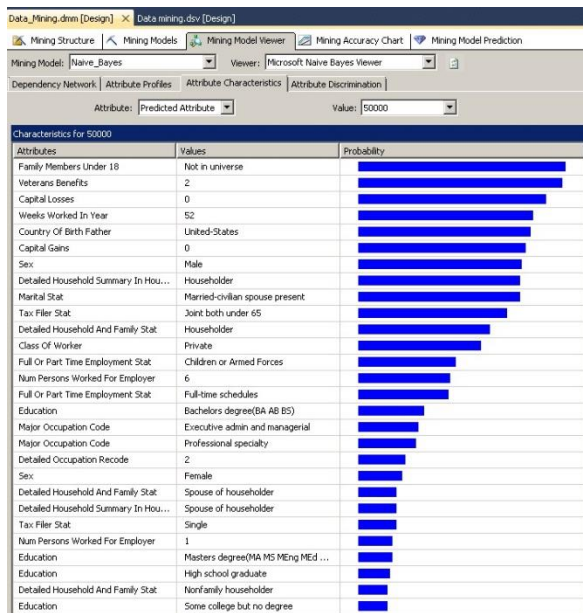 Data_Mining.dmm [Design] Data mining.dsv [Design]
Mining Structure Mining Models Mining Model Viewer Mining Accuracy Chart Mining Model Prediction
Mining Model: Naive_Bayes Viewer: Microsoft Naive Bayes Viewer
Dependency Network Attribute Profiles Attribute Characteristics Attribute Discrimination
Attribute: Predicted Attribute Value: 50000
Characteristics for 50000
Attributes Values Probability
Family Members Under 18 Not in universe
Veterans Benefits 2
Capital Losses 0
Weeks Worked In Year 52
Country Of Birth Father United-States
Capital Gains 0
Sex Male
Detailed Household Summary In Hou... Householder
Marital Stat Married-civilian spouse present
Tax Filer Stat Joint both under 65
Detailed Household And Family Stat Householder
Class Of Worker Private
Full Or Part Time Employment Stat Children or Armed Forces
Num Persons Worked For Employer 6
Full Or Part Time Employment Stat Full-time schedules
Education Bachelors degree(BA AB BS)
Major Occupation Code Executive admin and managerial
Major Occupation Code Professional specialty
Detailed Occupation Recode 2
Sex Female
Detailed Household And Family Stat Spouse of householder
Detailed Household Summary In Hou... Spouse of householder
Tax Filer Stat Single
Num Persons Worked For Employer 1
Education Masters degree(MA MS MEng MEd ...
Education High school graduate
Detailed Household And Family Stat Nonfamily householder
Education Some college but no degree